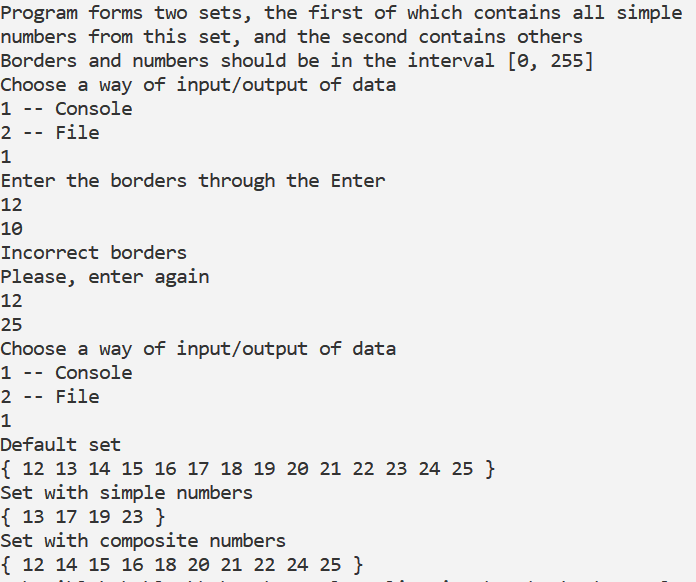 Program forms two sets, the first of which contains all simple
numbers from this set, and the second contains others
Borders and numbers should be in the interval [0, 255]
Choose a way of input/output of data
1 -- Console
2 -- File
1
Enter the borders through the Enter
12
10
Incorrect borders
Please, enter again
12
25
Choose a way of input/output of data
1 -- Console
2 -- File
1
Default set
{ 12 13 14 15 16 17 18 19 20 21 22 23 24 25 }
Set with simple numbers
{ 13 17 19 23 }
Set with composite numbers
{ 12 14 15 16 18 20 21 22 24 25 }